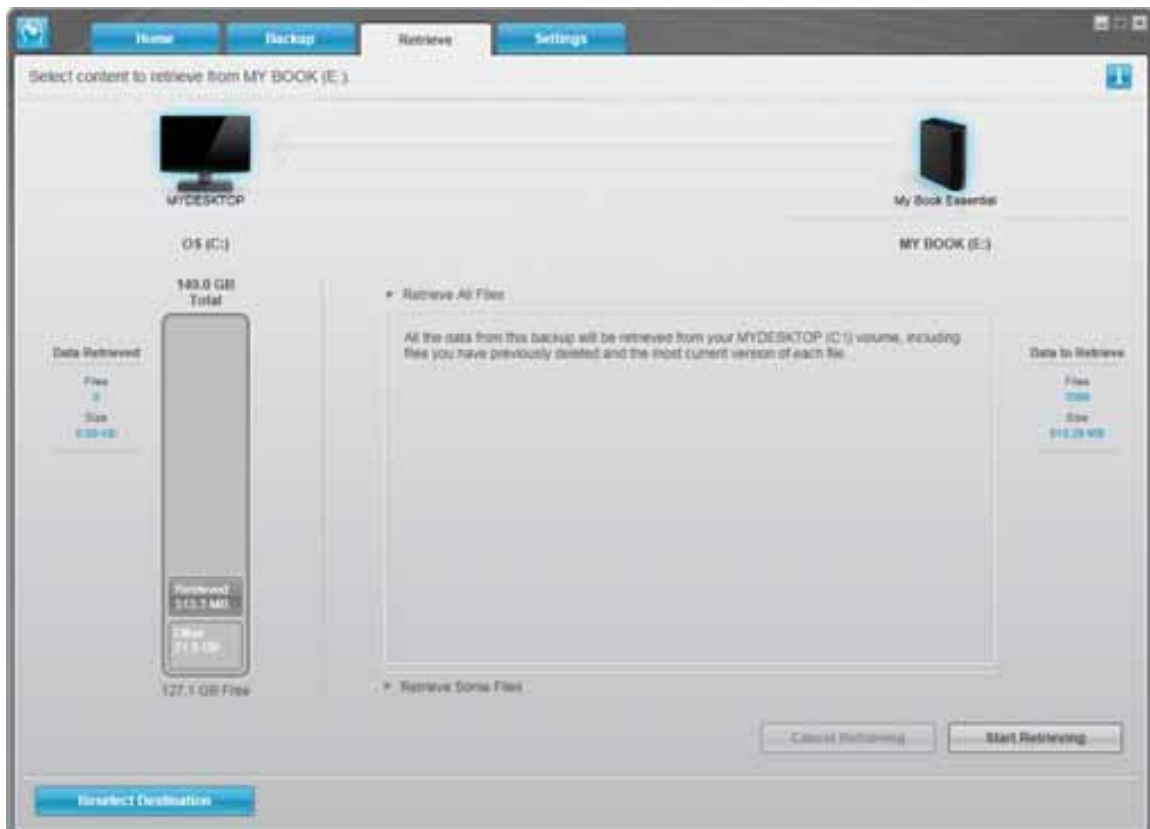 Home
Backup
Retrieve
Settings
Select content to retrieve from MY BOOK (E:).
MYDESKTOP
My Book Essential
OS (C:)
MY BOOK (E:)
149.0 GB
Total
Retrieve All Files
All the data from this backup will be retrieved from your MYDESKTOP (C:\) volume, including
files you have previously deleted and the most current version of each file.
Data Retrieved
Files
0
Size
Data to Retrieve
Files
Size
Retrieved
513.7 MB
Other
127.1 GB Free
Retrieve Some Files
Cancel Retrieving
Start Retrieving
Reselect Destination